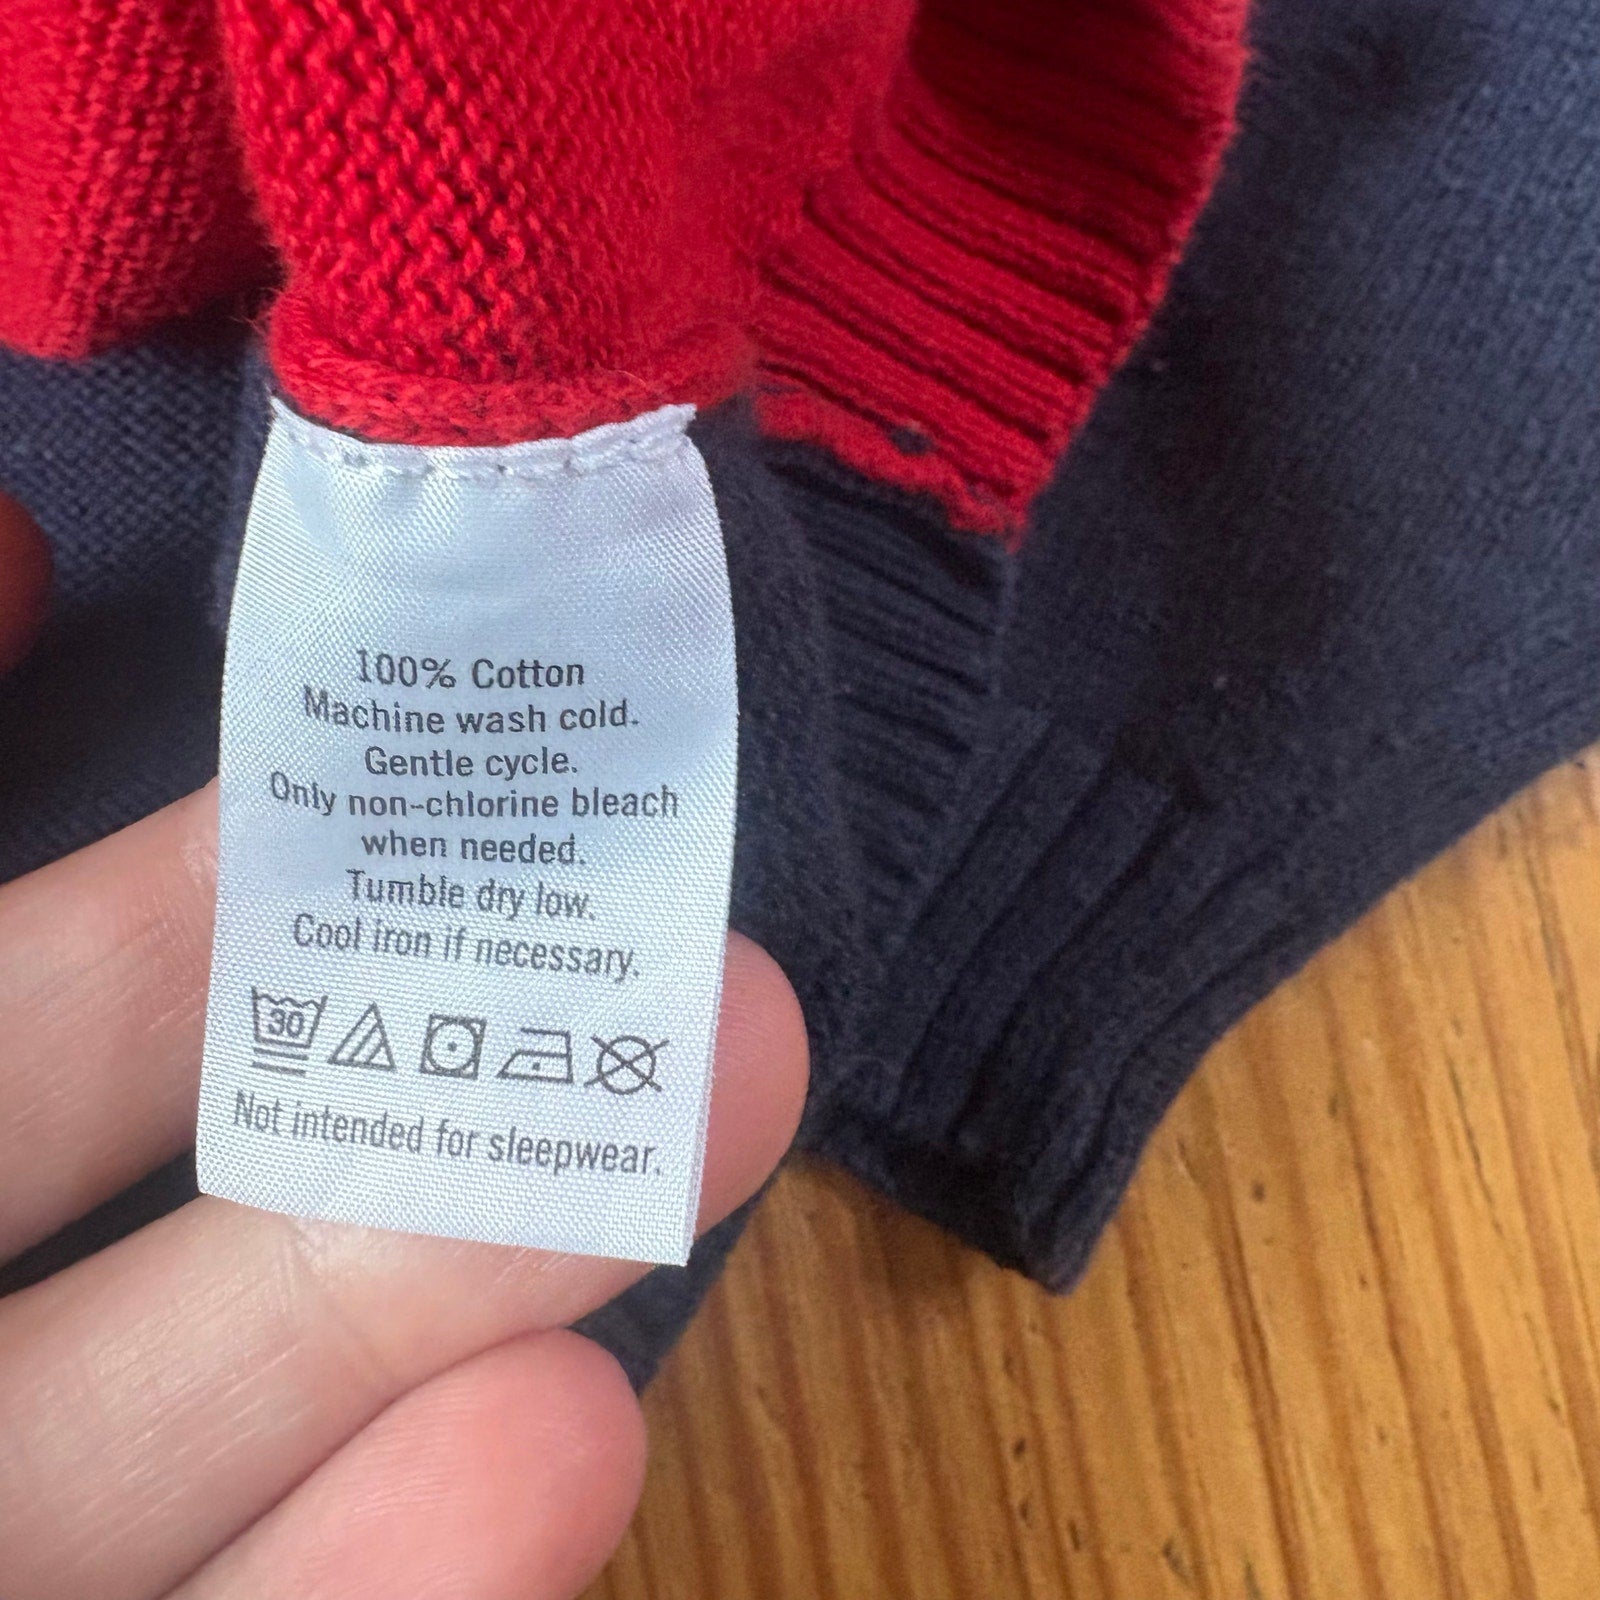 100% Cotton
Machine wash cold.
Gentle cycle.
Only non-chlorine bleach
when needed.
Tumble dry low.
Cool iron if necessary.
30
Not intended for sleepwear.